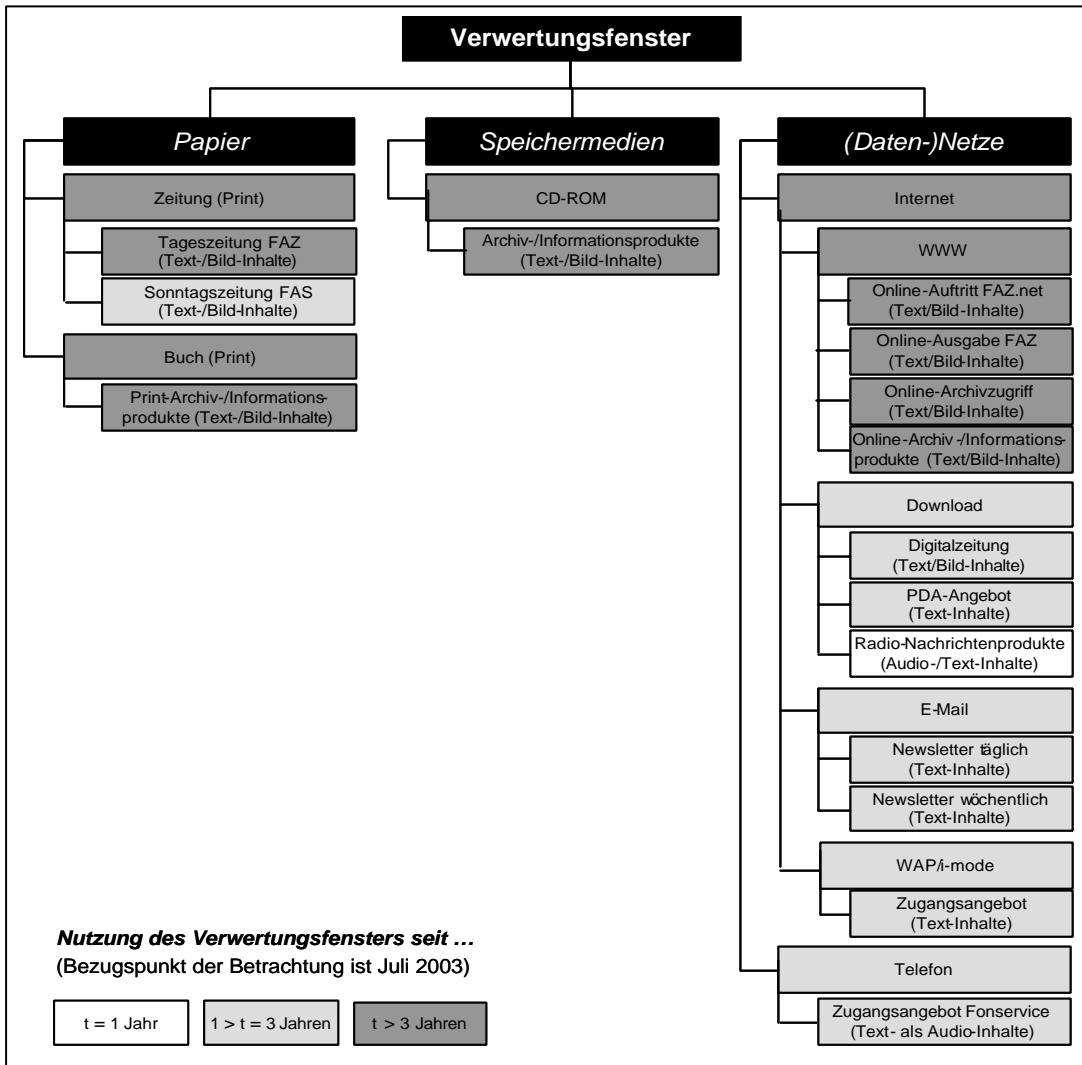 Verwertungsfenster
Papier
Zeitung (Print)
Tageszeitung FAZ
(Text-/Bild-Inhalte)
Sonntagszeitung FAS
(Text-/Bild-Inhalte)
Buch (Print)
Print-Archiv-/Informations-
produkte (Text-/Bild-Inhalte)
Speichermedien
CD-ROM
Archiv-/Informationsprodukte
(Text-/Bild-Inhalte)
(Daten-)Netze
Internet
WWW
Online-Auftritt FAZ.net
(Text/Bild-Inhalte)
Online-Ausgabe FAZ
(Text/Bild-Inhalte)
Online-Archivzugriff
(Text/Bild-Inhalte)
Online-Archiv-/Informations-
produkte (Text/Bild-Inhalte)
Download
Digitalzeitung
(Text/Bild-Inhalte)
PDA-Angebot
(Text-Inhalte)
Radio-Nachrichtenprodukte
(Audio-/Text-Inhalte)
E-Mail
Newsletter täglich
(Text-Inhalte)
Newsletter wöchentlich
(Text-Inhalte)
WAP/i-mode
Zugangsangebot
(Text-Inhalte)
Telefon
Zugangsangebot Fonservice
(Text- als Audio-Inhalte)
Nutzung des Verwertungsfensters seit …
(Bezugspunkt der Betrachtung ist Juli 2003)
t = 1 Jahr
1 > t = 3 Jahren
t > 3 Jahren